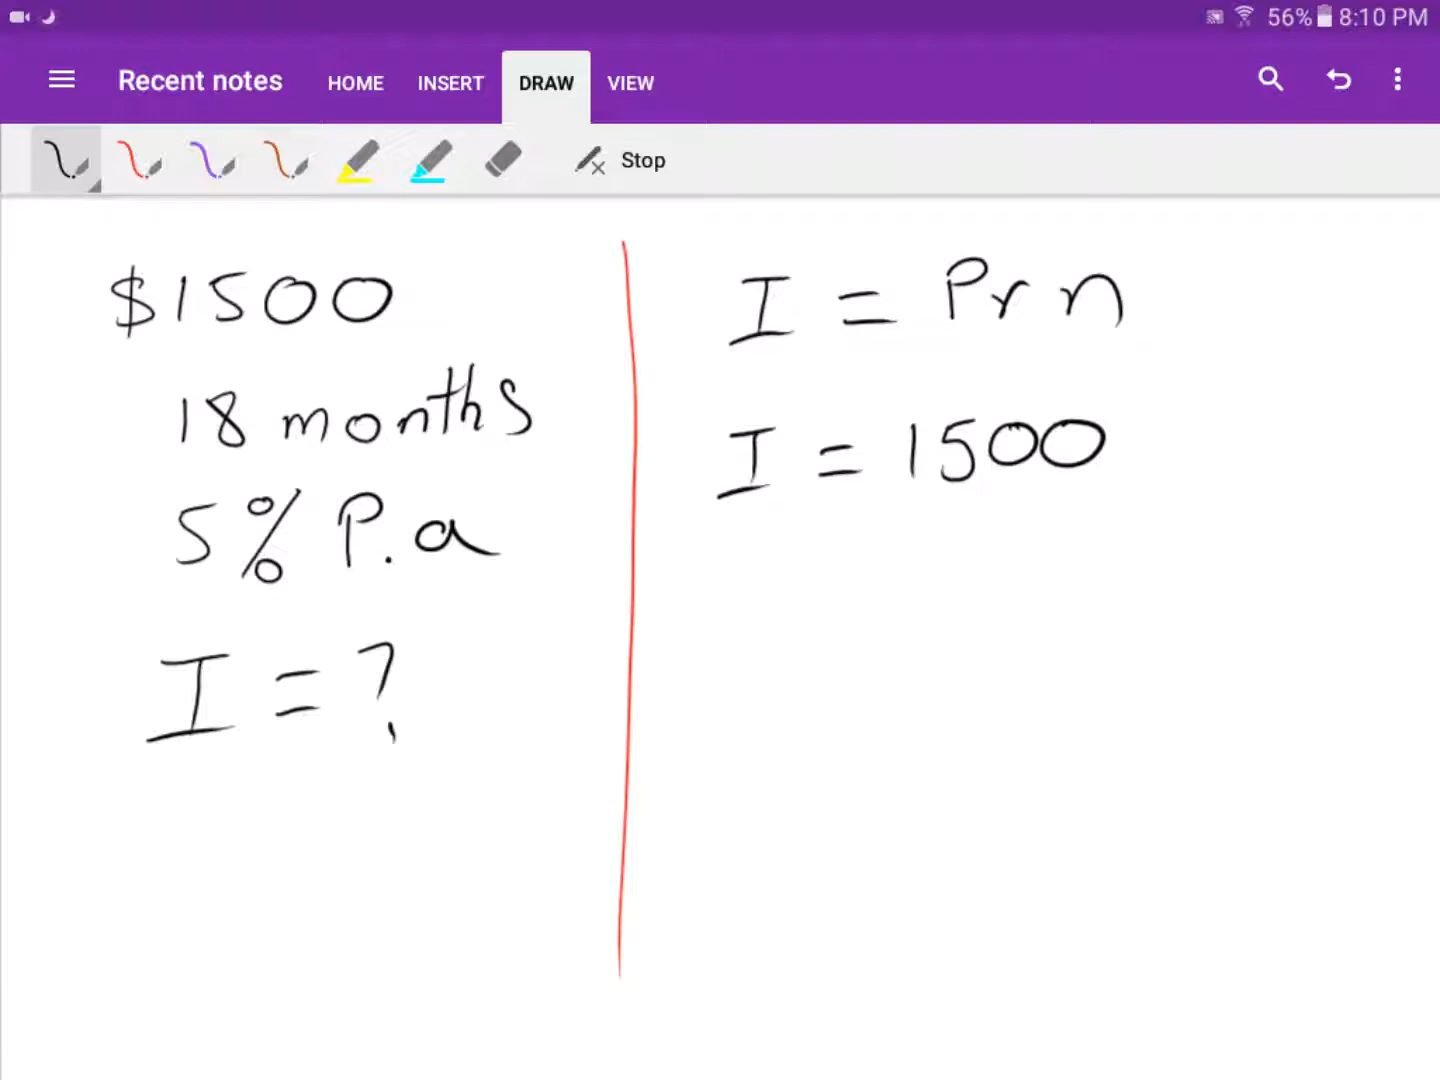 56% 8:10 PM
Recent notes HOME INSERT DRAW VIEW
Stop
$1500
18 months
5% P.a
I = ?
I = Prn
I = 1500